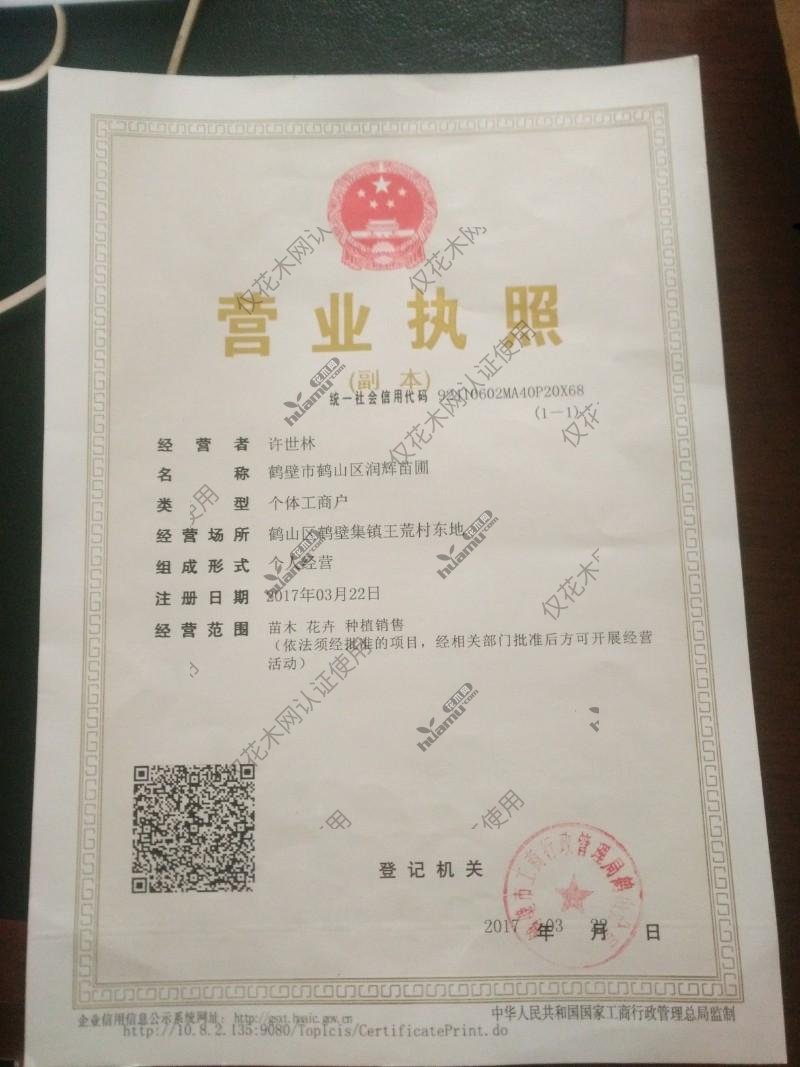 营业执照
(副 本)
统一社会信用代码 92410602MA40P20X68
(1—1)
经营者 许世林
名称 鹤壁市鹤山区润辉苗圃
类型 个体工商户
经营场所 鹤山区鹤壁集镇王荒村东地
组成形式 个人经营
注册日期 2017年03月22日
经营范围 苗木 花卉 种植销售
(依法须经批准的项目，经相关部门批准后方可开展经营
活动)
登记机关
2017 年 03 月 22 日
企业信用信息公示系统网址：http://gsxt.haaic.gov.cn
http://10.8.2.135:9080/TopIcis/CertificatePrint.do
中华人民共和国国家工商行政管理总局监制
仅花木网认证使用
花木网
huamu.com